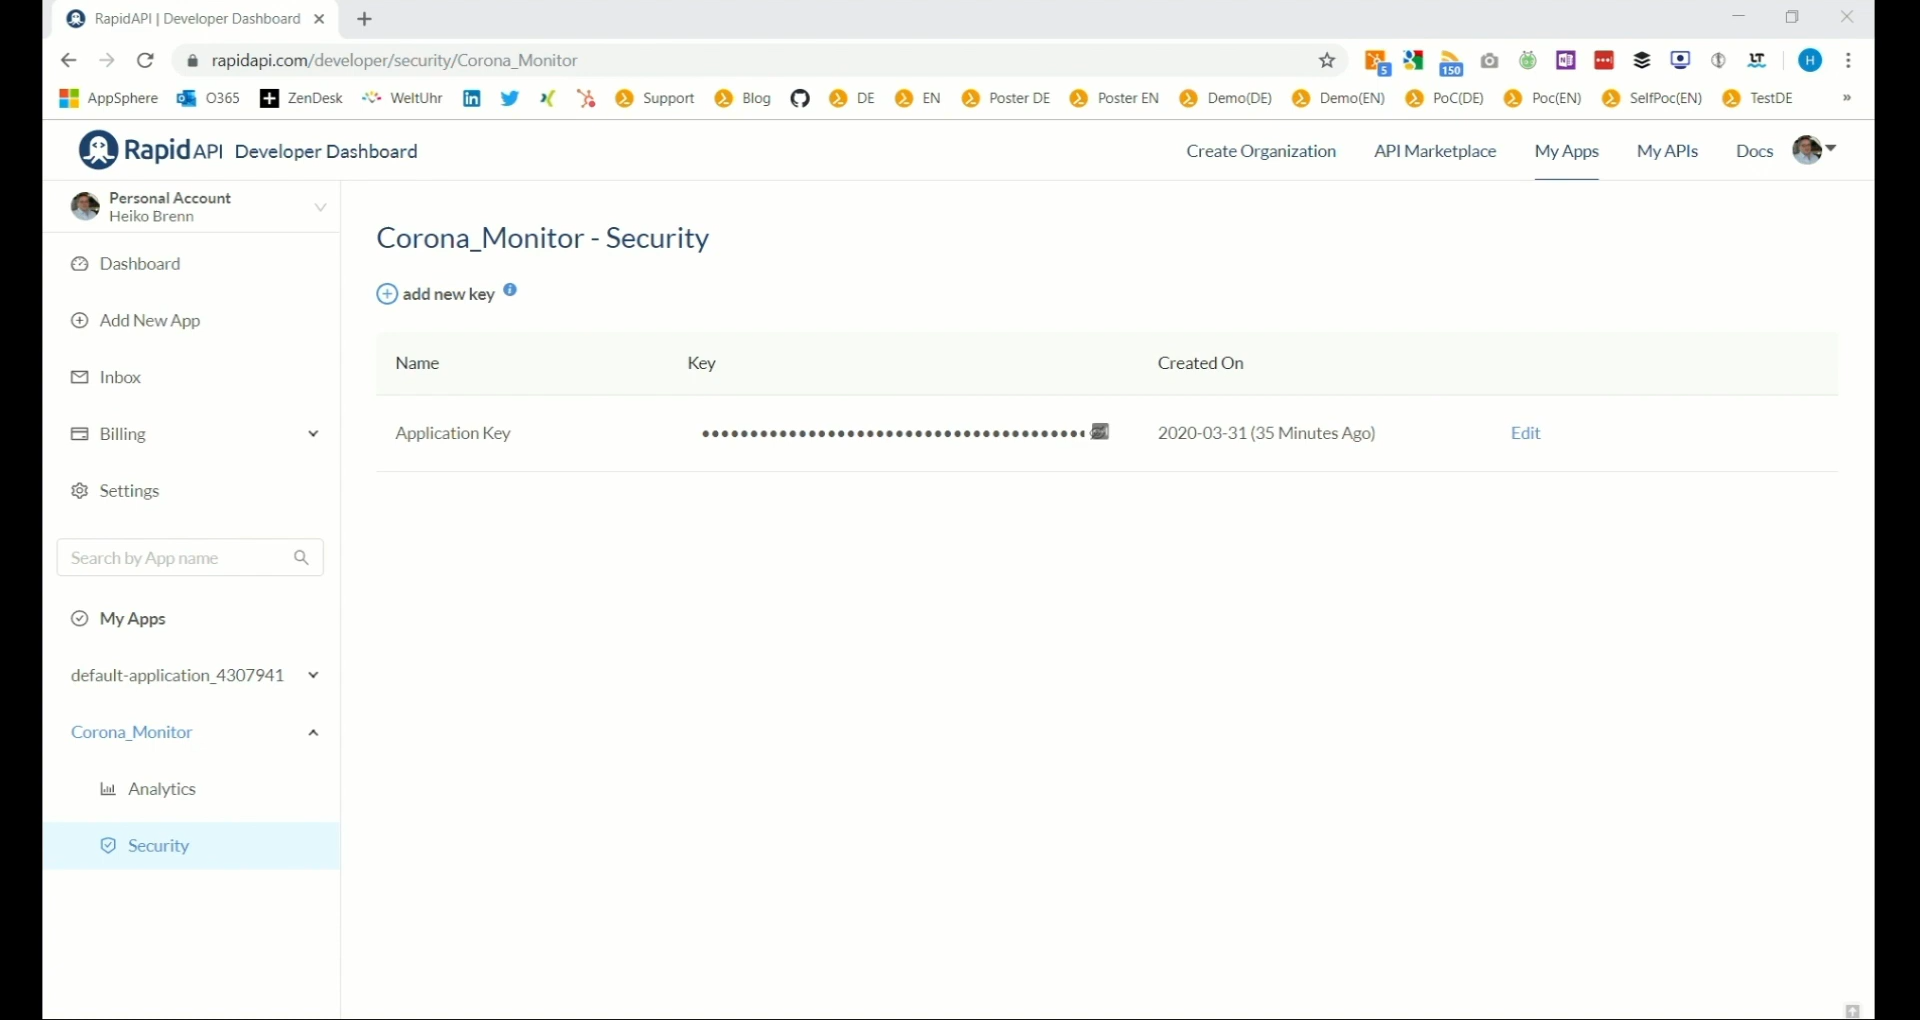 RapidAPI | Developer Dashboard
rapidapi.com/developer/security/Corona_Monitor
5
150
LT
H
AppSphere O365 ZenDesk WeltUhr Support Blog DE EN Poster DE Poster EN Demo(DE) Demo(EN) PoC(DE) Poc(EN) SelfPoc(EN) TestDE »
RapidAPI Developer Dashboard
Create Organization API Marketplace My Apps My APIs Docs
Personal Account
Heiko Brenn
Dashboard
Add New App
Inbox
Billing
Settings
Search by App name
My Apps
default-application_4307941
Corona_Monitor
Analytics
Security
Corona_Monitor - Security
add new key
Name Key Created On
Application Key •••••••••••••••••••••••••••••••••••••••• 2020-03-31 (35 Minutes Ago) Edit